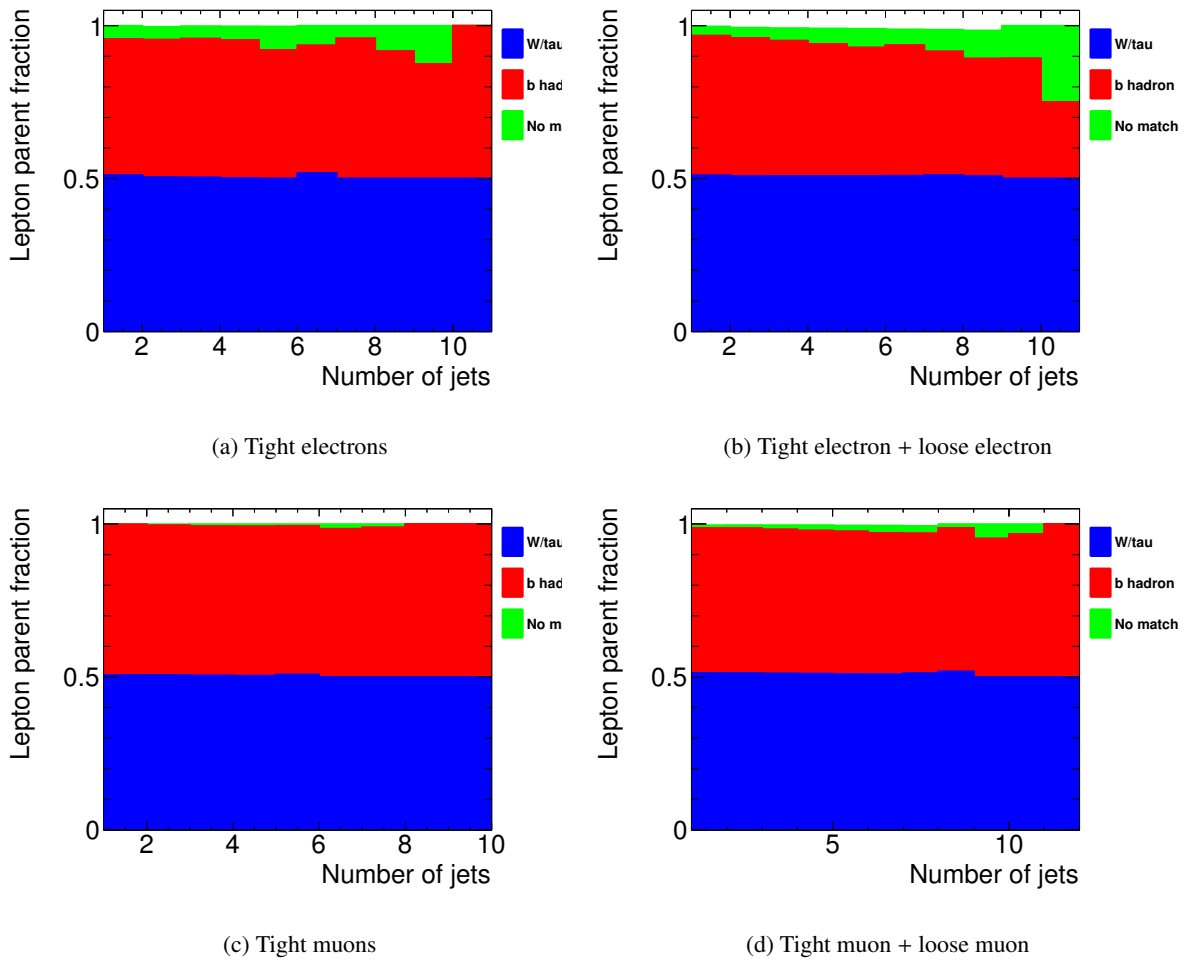 Lepton parent fraction
1
0.5
0
2 4 6 8 10
Number of jets
W/tau
b had
No m
(a) Tight electrons
Lepton parent fraction
1
0.5
0
2 4 6 8 10
Number of jets
W/tau
b hadron
No match
(b) Tight electron + loose electron
Lepton parent fraction
1
0.5
0
2 4 6 8 10
Number of jets
W/tau
b had
No m
(c) Tight muons
Lepton parent fraction
1
0.5
0
5 10
Number of jets
W/tau
b hadron
No match
(d) Tight muon + loose muon